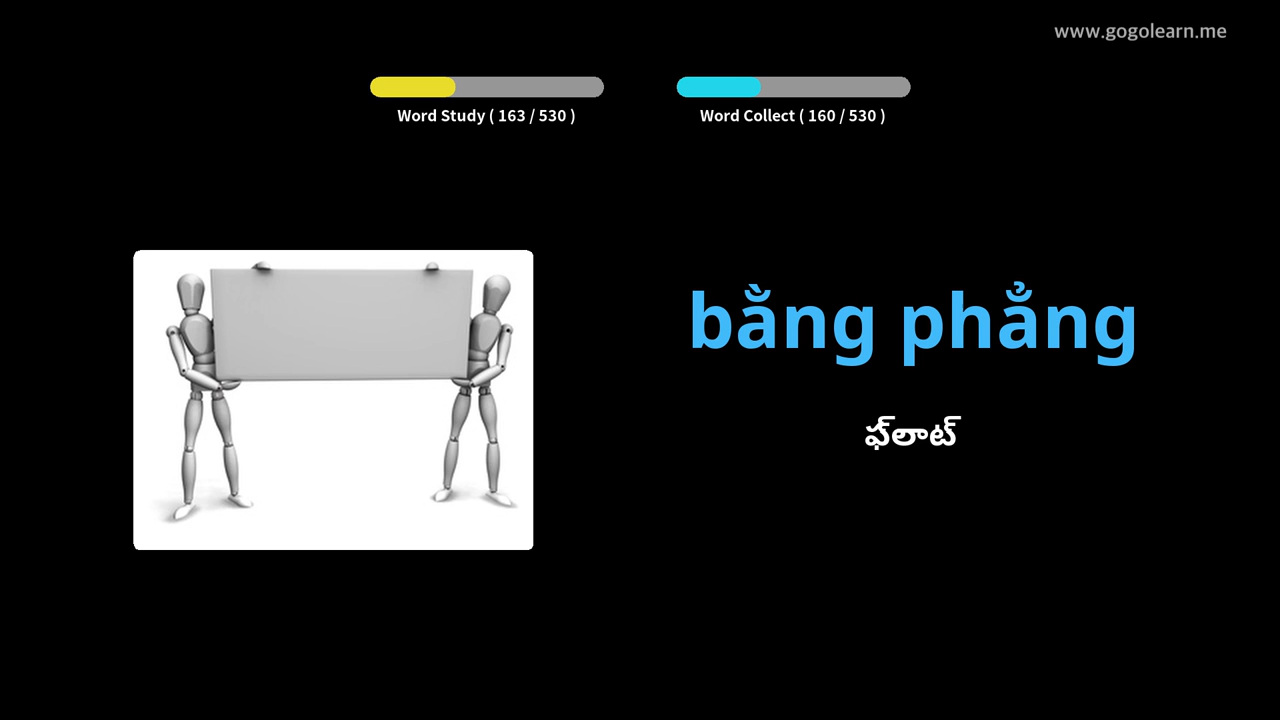 www.gogolearn.me
Word Study ( 163 / 530 )
Word Collect ( 160 / 530 )
bằng phẳng
ఫ్లాట్